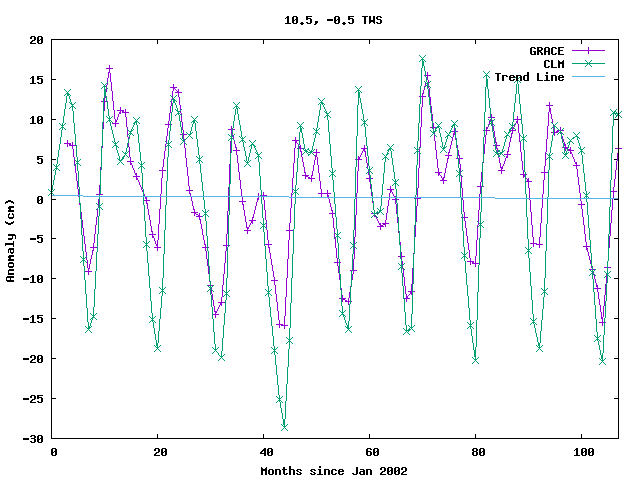 10.5, -0.5 TWS
GRACE
CLM
Trend Line
20
15
10
5
0
-5
-10
-15
-20
-25
-30
Anomaly (cm)
0 20 40 60 80 100
Months since Jan 2002